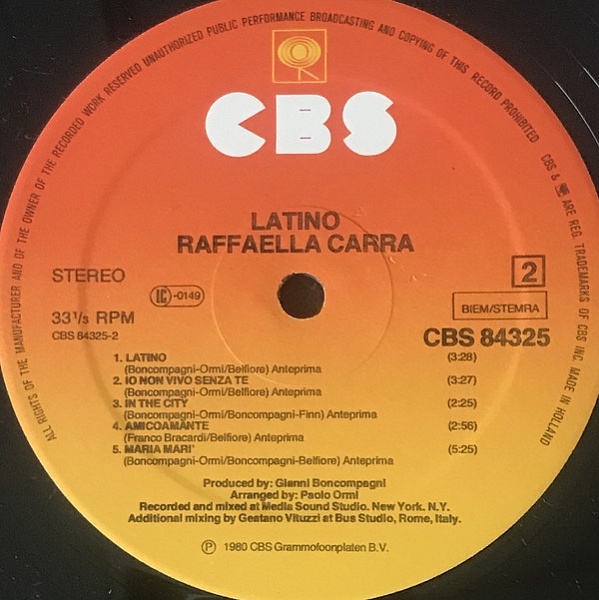 ALL RIGHTS OF THE MANUFACTURER AND OF THE OWNER OF THE RECORDED WORK RESERVED UNAUTHORIZED PUBLIC PERFORMANCE BROADCASTING AND COPYING OF THIS RECORD PROHIBITED
CBS & ARE REG. TRADEMARKS OF CBS INC. MADE IN HOLLAND
CBS
LATINO
RAFFAELLA CARRA
STEREO
LC-0149
2
33 1/3 RPM
BIEM/STEMRA
CBS 84325-2
CBS 84325
1. LATINO (3:28)
(Boncompagni-Ormi/Belfiore) Anteprima
2. IO NON VIVO SENZA TE (3:27)
(Boncompagni-Ormi/Belfiore) Anteprima
3. IN THE CITY (2:25)
(Boncompagni-Ormi/Boncompagni-Finn) Anteprima
4. AMICOAMANTE (2:56)
(Franco Bracardi/Belfiore) Anteprima
5. MARIA MARI' (5:25)
(Boncompagni-Ormi/Boncompagni-Belfiore) Anteprima
Produced by: Gianni Boncompagni
Arranged by: Paolo Ormi
Recorded and mixed at Media Sound Studio. New York. N.Y.
Additional mixing by Geatano Vituzzi at Bus Studio, Rome, Italy.
℗ 1980 CBS Grammofoonplaten B.V.